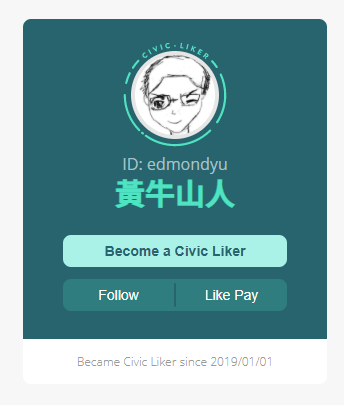 CIVIC · LIKER
ID: edmondyu
黃牛山人
Become a Civic Liker
Follow
Like Pay
Became Civic Liker since 2019/01/01